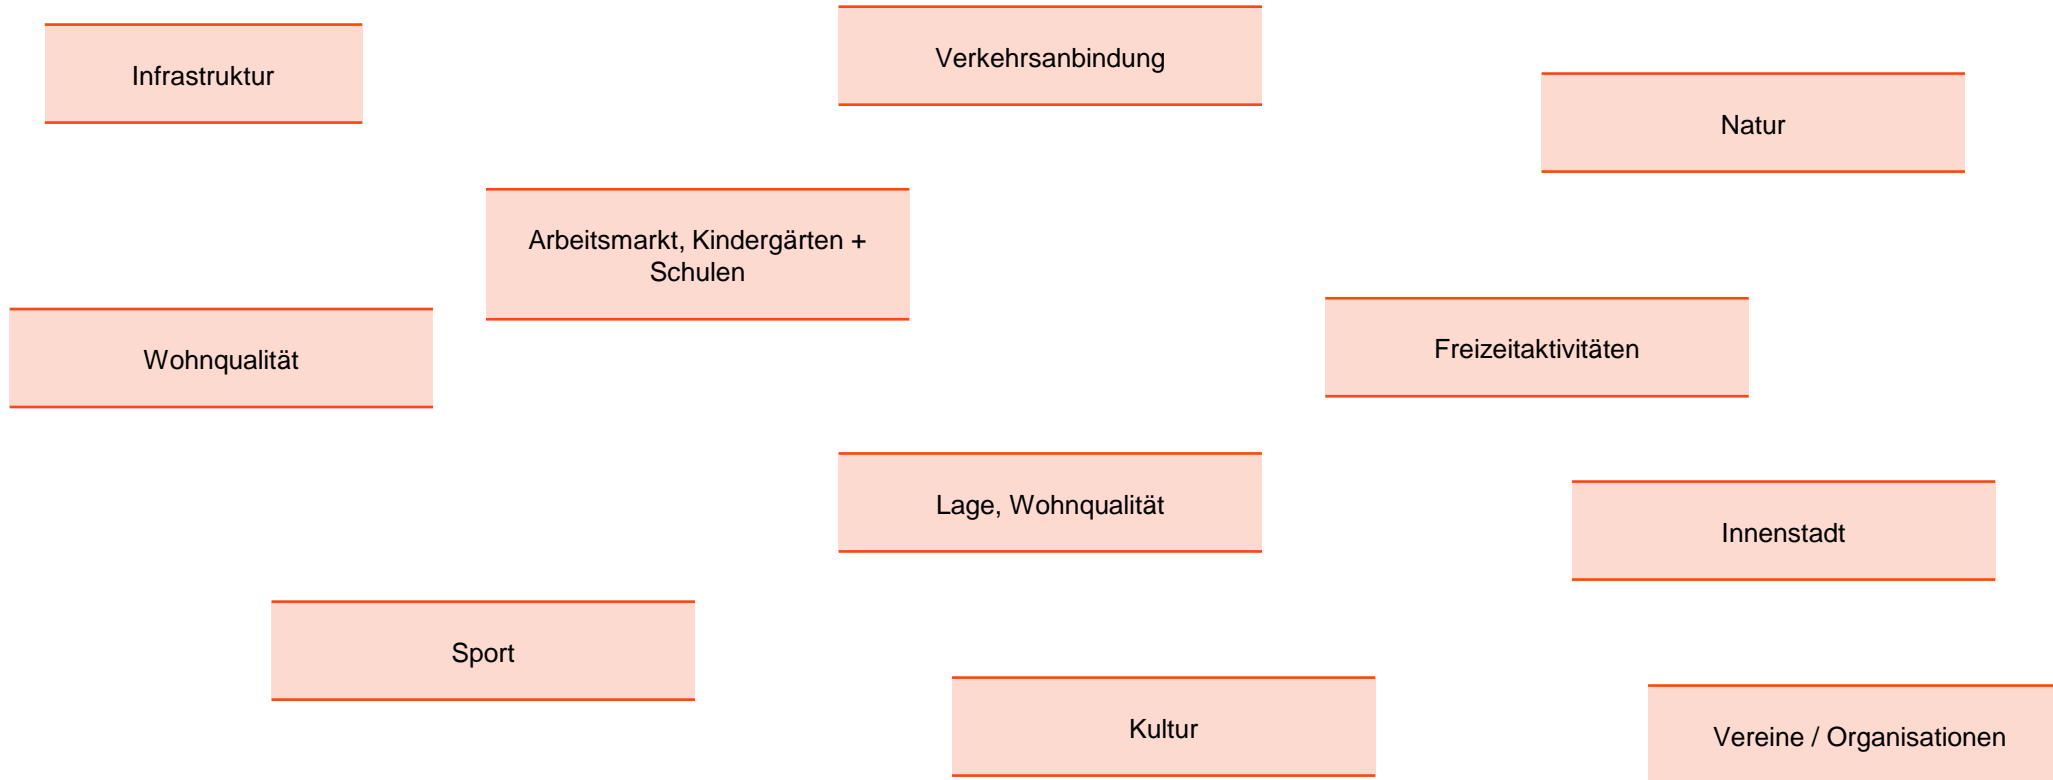 Infrastruktur
Verkehrsanbindung
Natur
Arbeitsmarkt, Kindergärten +
Schulen
Wohnqualität
Freizeitaktivitäten
Lage, Wohnqualität
Innenstadt
Sport
Kultur
Vereine / Organisationen